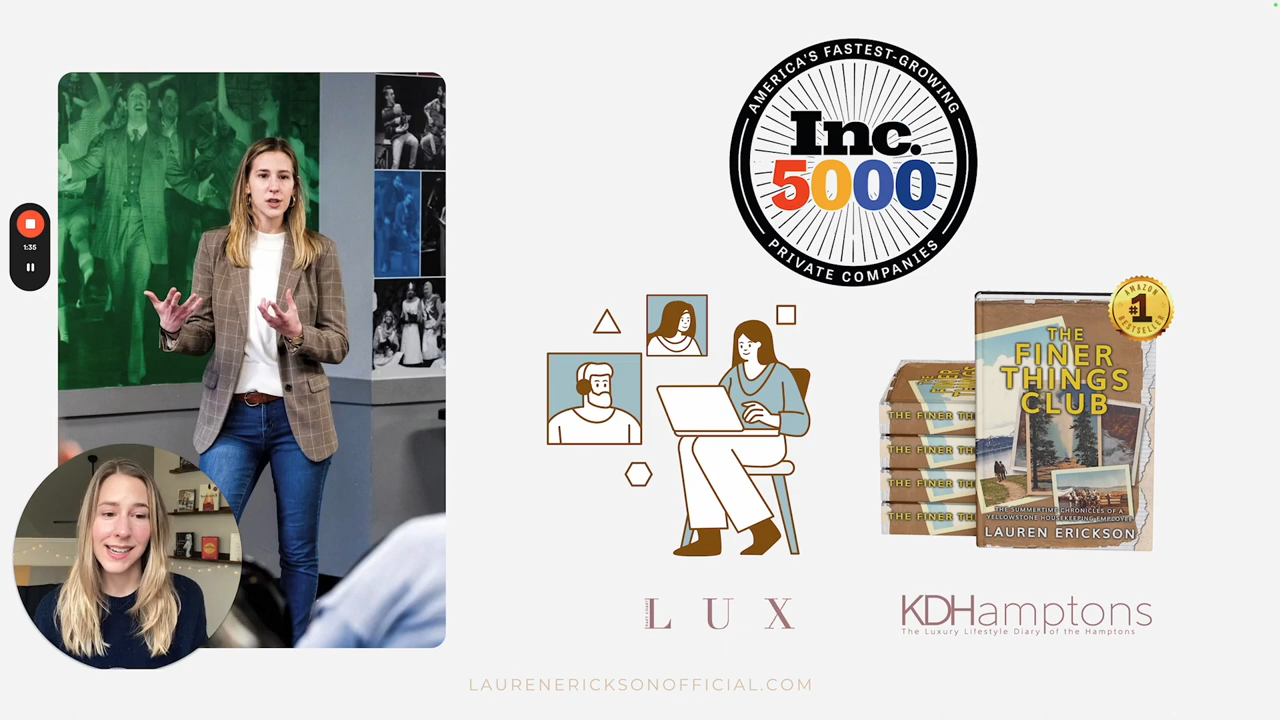 1:35
AMERICA'S FASTEST-GROWING
Inc.
5000
PRIVATE COMPANIES
AMAZON
#1
BESTSELLER
THE
FINER
THINGS
CLUB
THE SUMMERTIME CHRONICLES OF A
YELLOWSTONE HOUSEKEEPING EMPLOYEE
LAUREN ERICKSON
THE FINER TH
THE FINER TH
THE FINER TH
THE FINER TH
LUX
KDHamptons
The Luxury Lifestyle Diary of the Hamptons
LAURENERICKSONOFFICIAL.COM